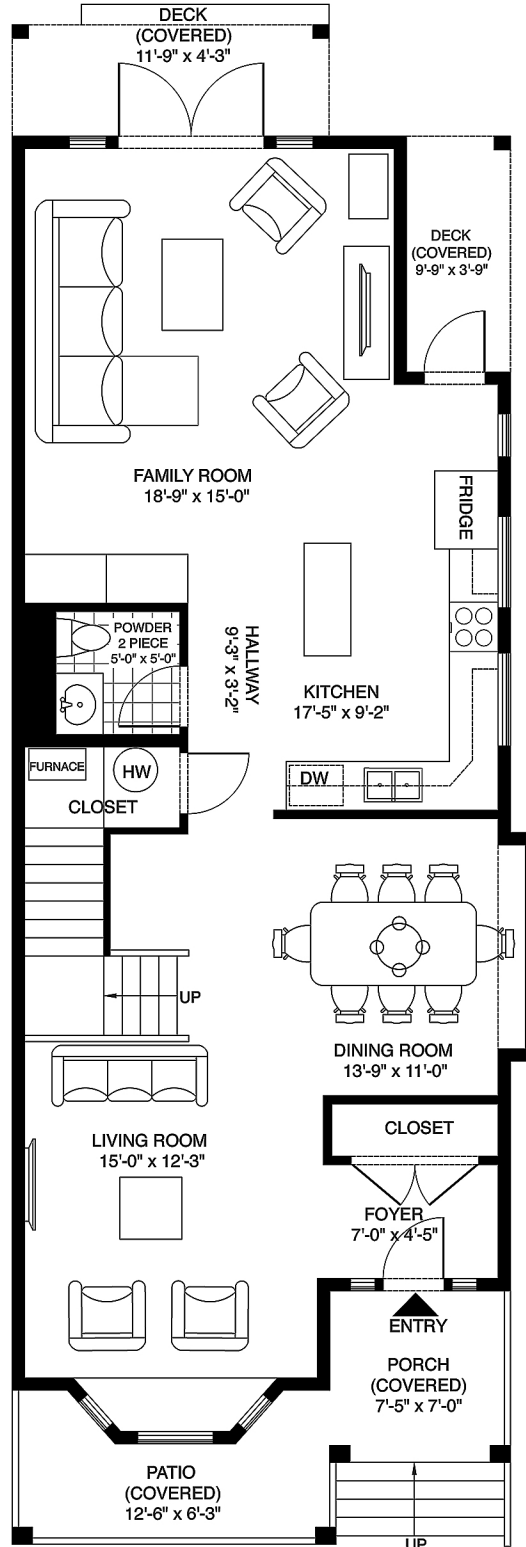 DECK
(COVERED)
11'-9" x 4'-3"
DECK
(COVERED)
9'-9" x 3'-9"
FAMILY ROOM
18'-9" x 15'-0"
FRIDGE
POWDER
2 PIECE
5'-0" x 5'-0"
HALLWAY
9'-3" x 3'-2"
KITCHEN
17'-5" x 9'-2"
FURNACE
HW
CLOSET
DW
UP
DINING ROOM
13'-9" x 11'-0"
CLOSET
LIVING ROOM
15'-0" x 12'-3"
FOYER
7'-0" x 4'-5"
ENTRY
PORCH
(COVERED)
7'-5" x 7'-0"
PATIO
(COVERED)
12'-6" x 6'-3"
UP